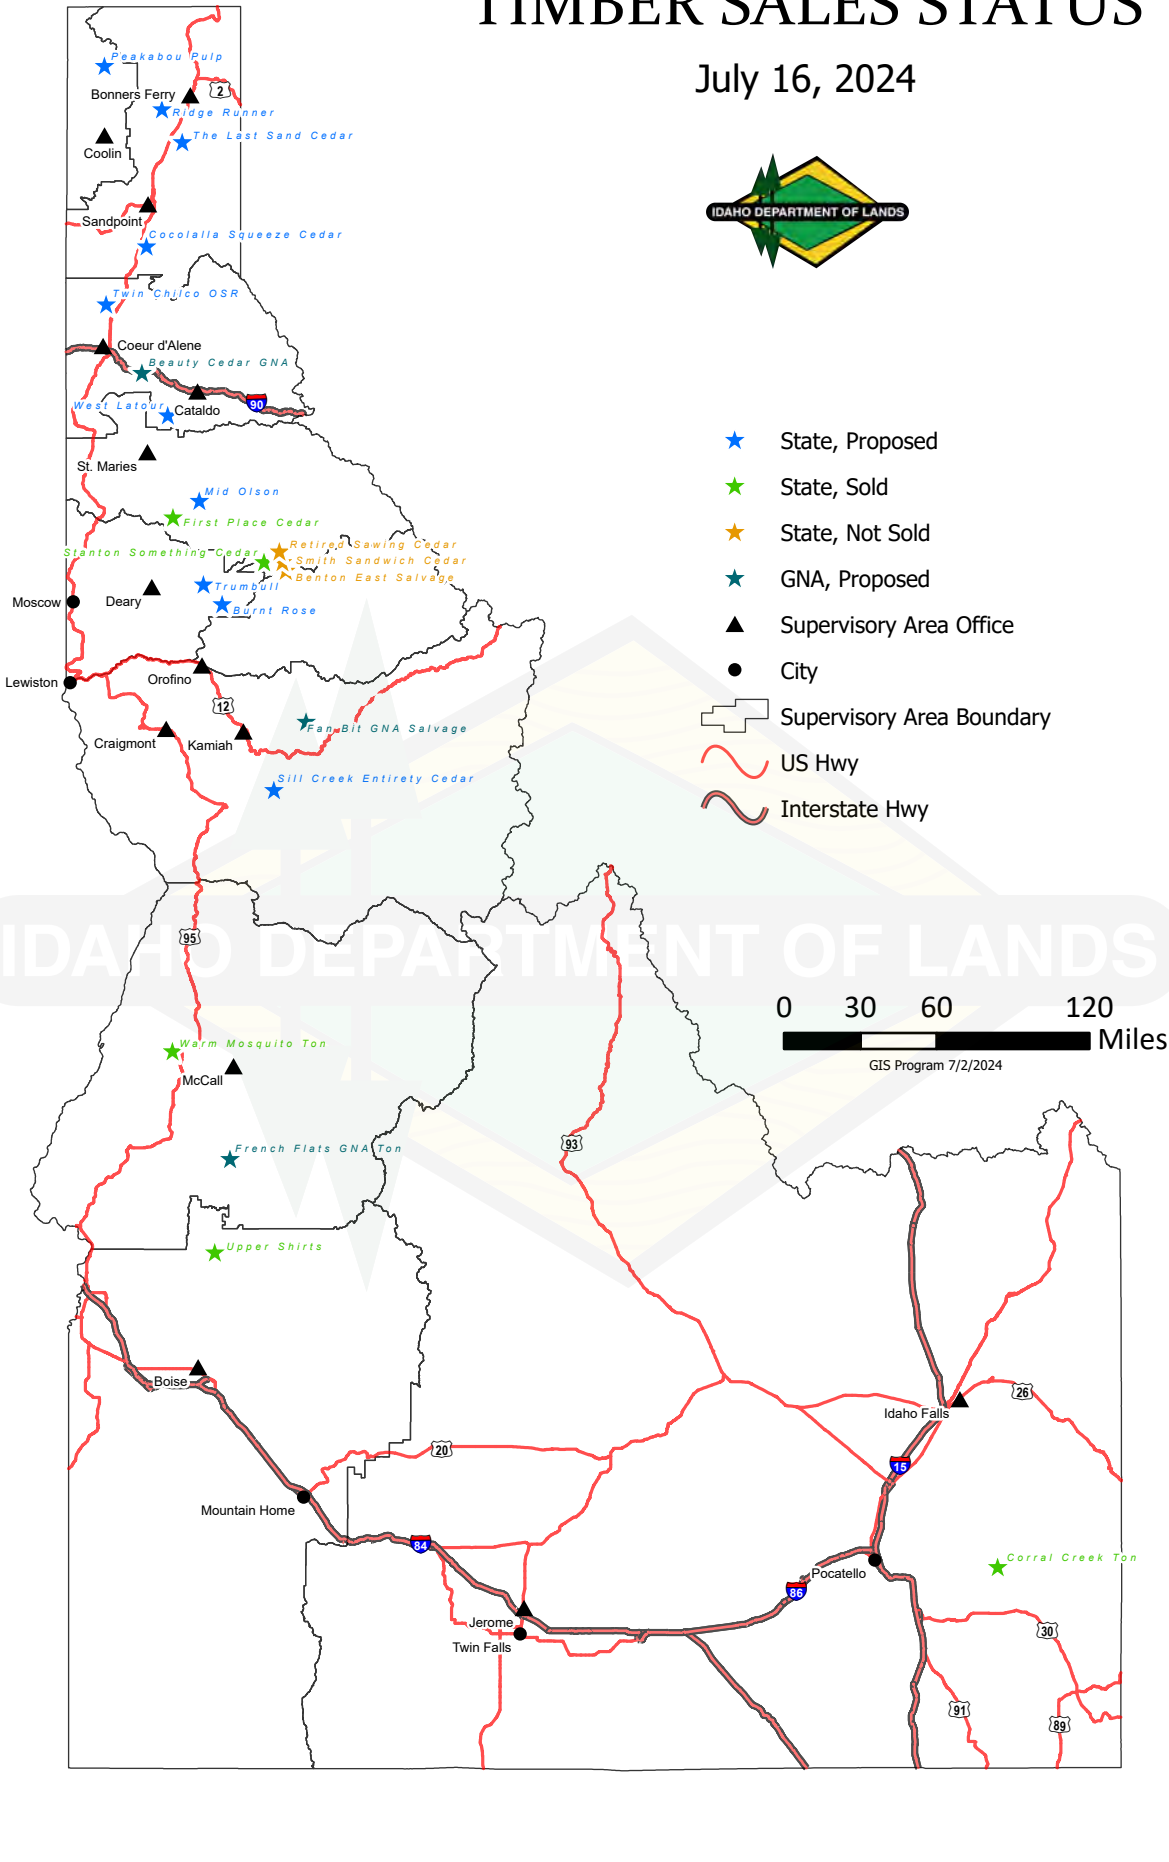 TIMBER SALES STATUS
July 16, 2024
IDAHO DEPARTMENT OF LANDS
Peakabou Pulp
2
Bonners Ferry
Ridge Runner
The Last Sand Cedar
Coolin
Sandpoint
Cocolalla Squeeze Cedar
Twin Chilco OSR
Coeur d'Alene
Beauty Cedar GNA
90
West Latour
Cataldo
St. Maries
Mid Olson
First Place Cedar
Retired Sawing Cedar
Stanton Something Cedar
Smith Sandwich Cedar
Benton East Salvage
Trumbull
Moscow
Deary
Burnt Rose
Orofino
Lewiston
12
Fan Bit GNA Salvage
Craigmont
Kamiah
Sill Creek Entirety Cedar
State, Proposed
State, Sold
State, Not Sold
GNA, Proposed
Supervisory Area Office
City
Supervisory Area Boundary
US Hwy
Interstate Hwy
IDAHO DEPARTMENT OF LANDS
95
0 30 60 120
Miles
GIS Program 7/2/2024
Warm Mosquito Ton
McCall
93
French Flats GNA Ton
Upper Shirts
Boise
26
Idaho Falls
20
15
Mountain Home
84
Corral Creek Ton
Pocatello
86
Jerome
30
Twin Falls
91
89